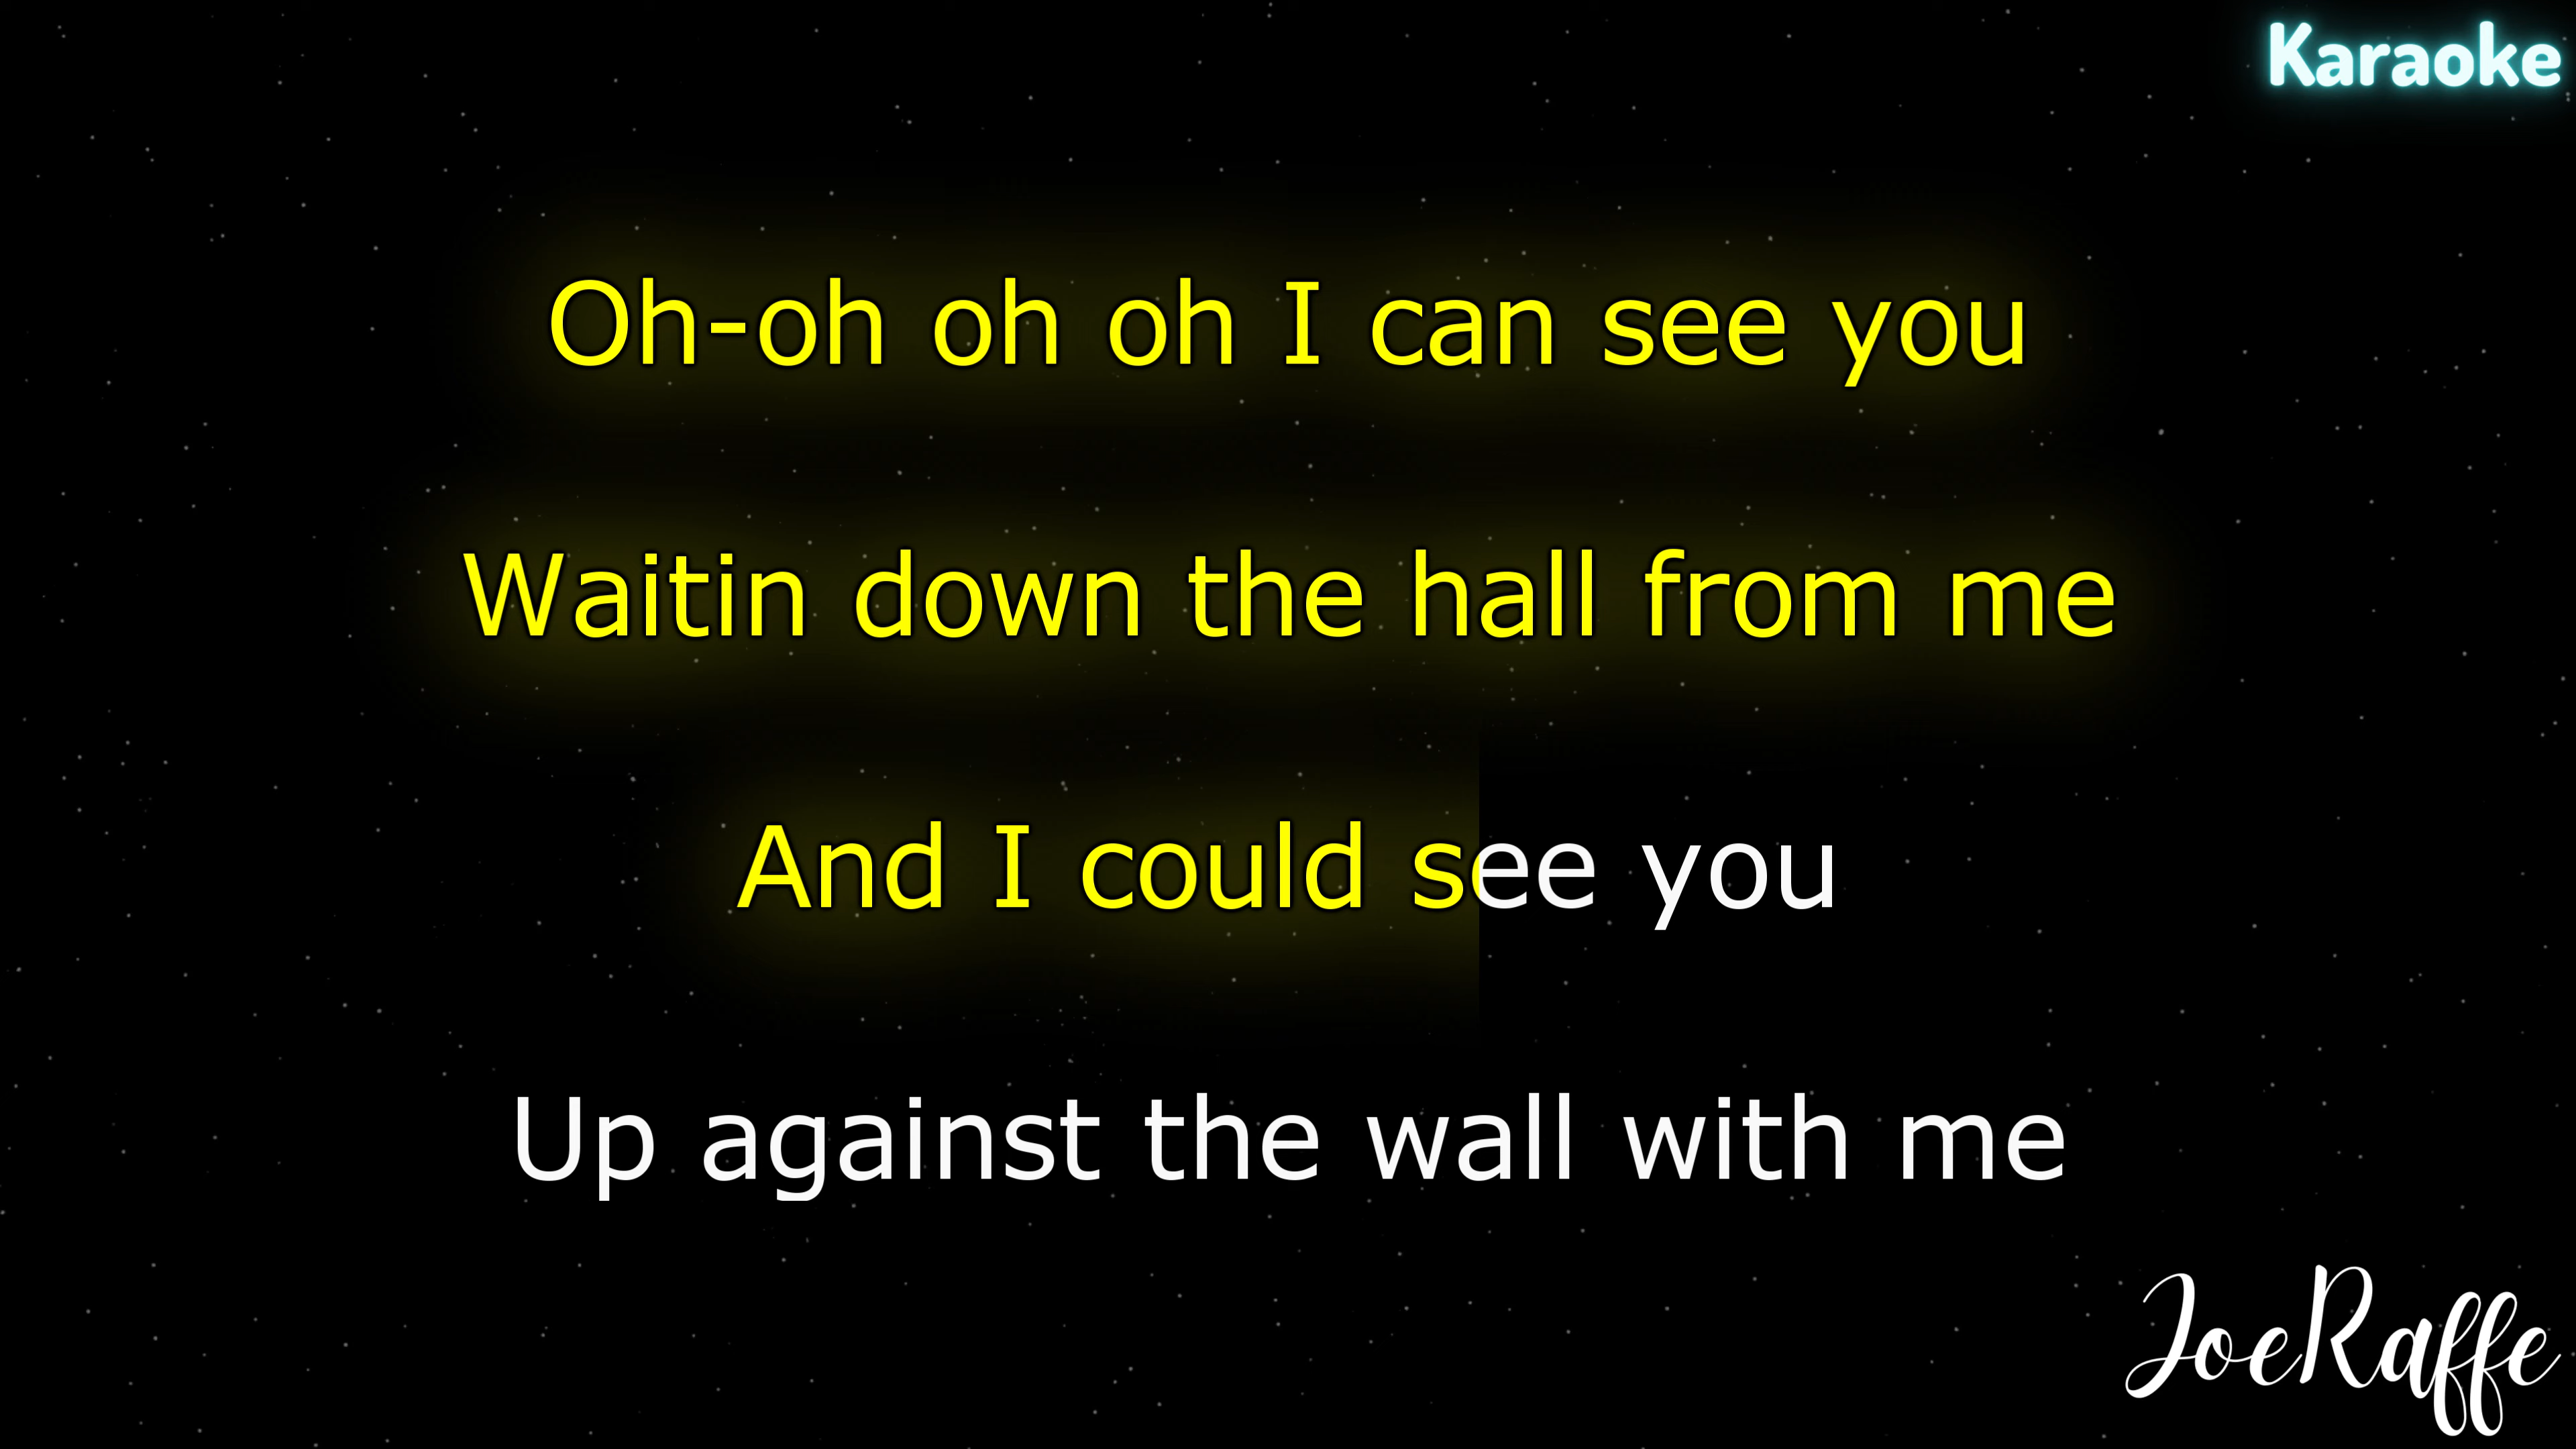 Karaoke
Oh-oh oh oh I can see you
Waitin down the hall from me
And I could see you
Up against the wall with me
JoeRaffe